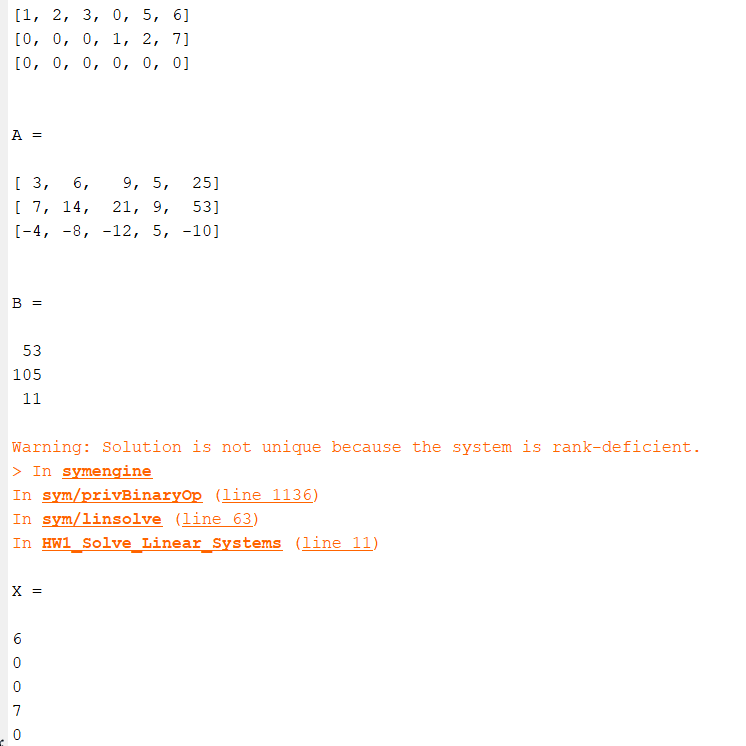 [1, 2, 3, 0, 5, 6]
[0, 0, 0, 1, 2, 7]
[0, 0, 0, 0, 0, 0]
A =
[ 3,  6,   9, 5,  25]
[ 7, 14,  21, 9,  53]
[-4, -8, -12, 5, -10]
B =
53
105
11
Warning: Solution is not unique because the system is rank-deficient.
> In symengine
In sym/privBinaryOp (line 1136)
In sym/linsolve (line 63)
In HW1_Solve_Linear_Systems (line 11)
X =
6
0
0
7
0